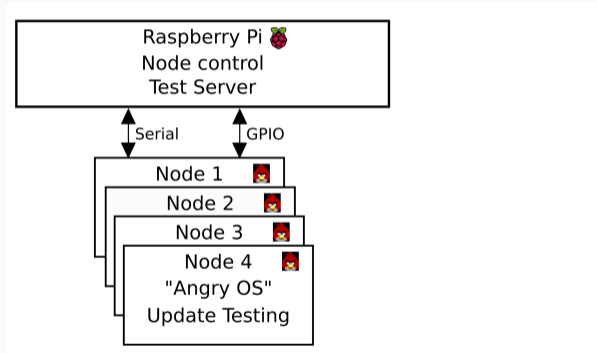 Raspberry Pi
Node control
Test Server
Serial
GPIO
Node 1
Node 2
Node 3
Node 4
"Angry OS"
Update Testing